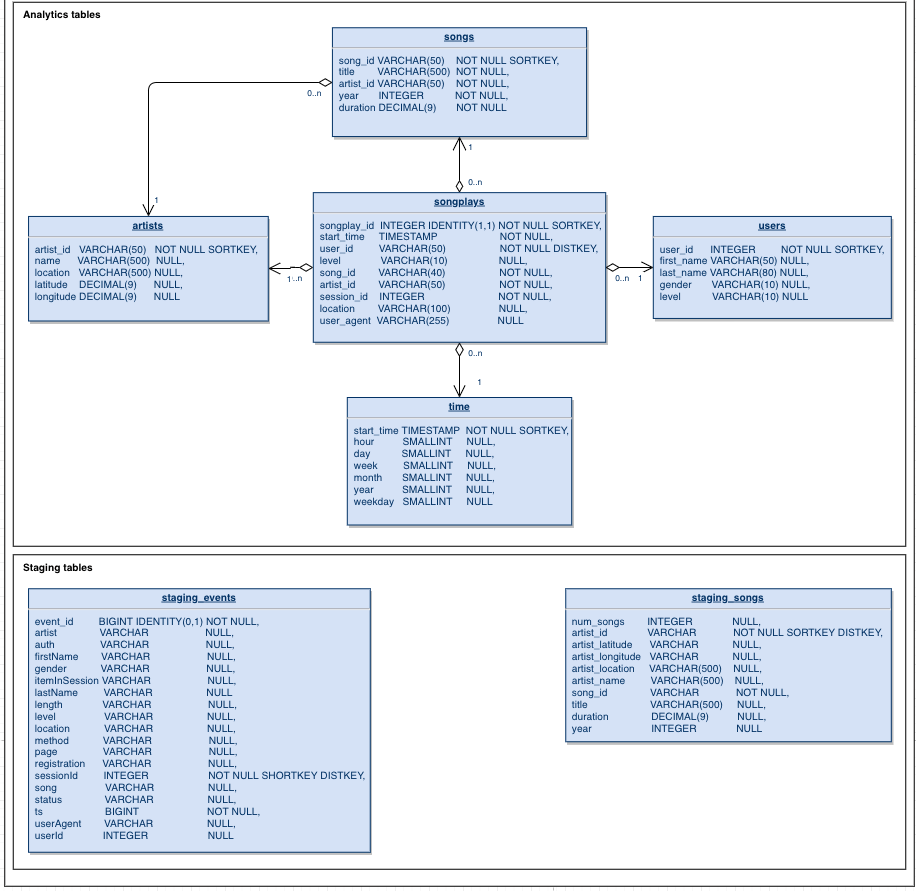 Analytics tables
songs
song_id VARCHAR(50) NOT NULL SORTKEY,
title VARCHAR(500) NOT NULL,
artist_id VARCHAR(50) NOT NULL,
year INTEGER NOT NULL,
duration DECIMAL(9) NOT NULL
0..n
1
1
0..n
artists
artist_id VARCHAR(50) NOT NULL SORTKEY,
name VARCHAR(500) NULL,
location VARCHAR(500) NULL,
latitude DECIMAL(9) NULL,
longitude DECIMAL(9) NULL
1..n
songplays
songplay_id INTEGER IDENTITY(1,1) NOT NULL SORTKEY,
start_time TIMESTAMP NOT NULL,
user_id VARCHAR(50) NOT NULL DISTKEY,
level VARCHAR(10) NULL,
song_id VARCHAR(40) NOT NULL,
artist_id VARCHAR(50) NOT NULL,
session_id INTEGER NOT NULL,
location VARCHAR(100) NULL,
user_agent VARCHAR(255) NULL
0..n 1
users
user_id INTEGER NOT NULL SORTKEY,
first_name VARCHAR(50) NULL,
last_name VARCHAR(80) NULL,
gender VARCHAR(10) NULL,
level VARCHAR(10) NULL
0..n
1
time
start_time TIMESTAMP NOT NULL SORTKEY,
hour SMALLINT NULL,
day SMALLINT NULL,
week SMALLINT NULL,
month SMALLINT NULL,
year SMALLINT NULL,
weekday SMALLINT NULL
Staging tables
staging_events
event_id BIGINT IDENTITY(0,1) NOT NULL,
artist VARCHAR NULL,
auth VARCHAR NULL,
firstName VARCHAR NULL,
gender VARCHAR NULL,
itemInSession VARCHAR NULL,
lastName VARCHAR NULL
length VARCHAR NULL,
level VARCHAR NULL,
location VARCHAR NULL,
method VARCHAR NULL,
page VARCHAR NULL,
registration VARCHAR NULL,
sessionId INTEGER NOT NULL SHORTKEY DISTKEY,
song VARCHAR NULL,
status VARCHAR NULL,
ts BIGINT NOT NULL,
userAgent VARCHAR NULL,
userId INTEGER NULL
staging_songs
num_songs INTEGER NULL,
artist_id VARCHAR NOT NULL SORTKEY DISTKEY,
artist_latitude VARCHAR NULL,
artist_longitude VARCHAR NULL,
artist_location VARCHAR(500) NULL,
artist_name VARCHAR(500) NULL,
song_id VARCHAR NOT NULL,
title VARCHAR(500) NULL,
duration DECIMAL(9) NULL,
year INTEGER NULL